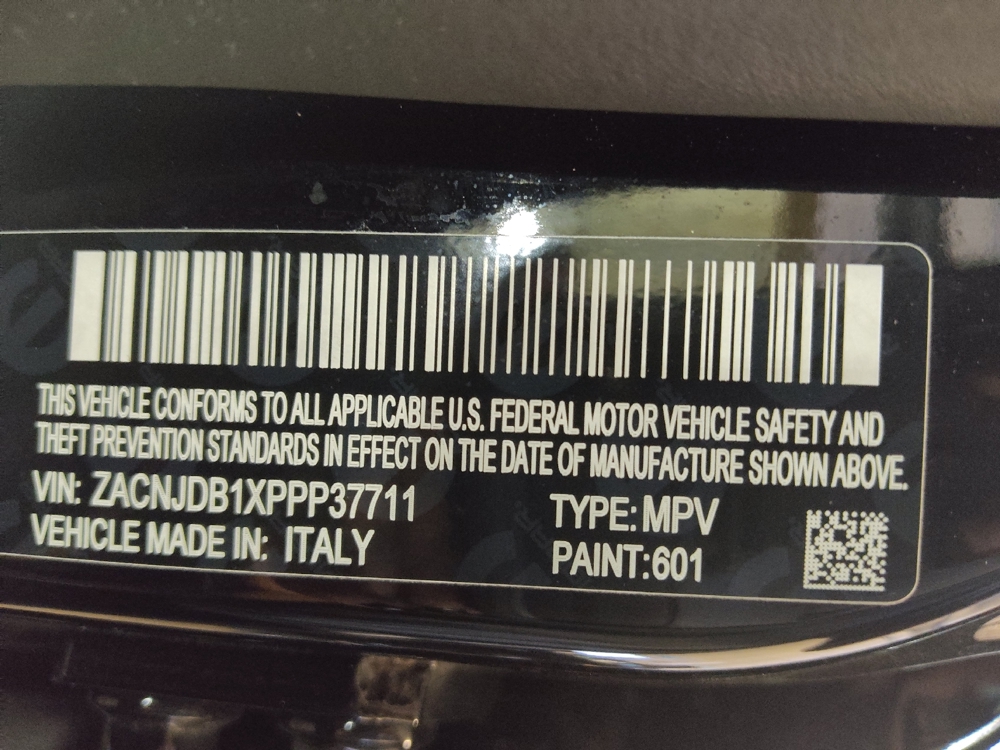 THIS VEHICLE CONFORMS TO ALL APPLICABLE U.S. FEDERAL MOTOR VEHICLE SAFETY AND
THEFT PREVENTION STANDARDS IN EFFECT ON THE DATE OF MANUFACTURE SHOWN ABOVE.
VIN: ZACNJDB1XPPP37711
TYPE: MPV
VEHICLE MADE IN: ITALY
PAINT:601